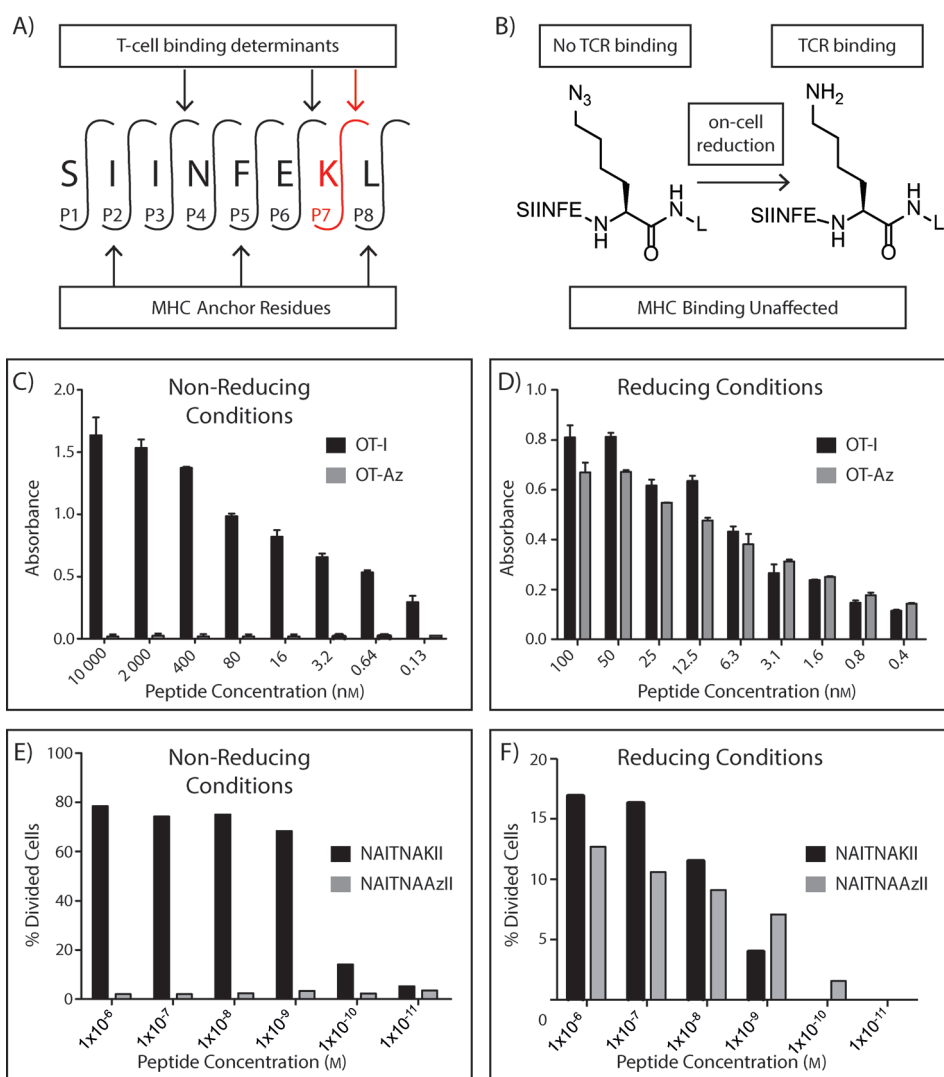 A)
T-cell binding determinants
S I I N F E K L
P1 P2 P3 P4 P5 P6 P7 P8
MHC Anchor Residues
B)
No TCR binding
TCR binding
N3
NH2
on-cell
reduction
SIINFE N H O H N L
SIINFE N H O H N L
MHC Binding Unaffected
C)
Non-Reducing
Conditions
2.0
1.5
1.0
0.5
0.0
Absorbance
OT-I
OT-Az
10 000 2 000 400 80 16 3.2 0.64 0.13
Peptide Concentration (nM)
D)
Reducing Conditions
1.0
0.8
0.6
0.4
0.2
0.0
Absorbance
OT-I
OT-Az
100 50 25 12.5 6.3 3.1 1.6 0.8 0.4
Peptide Concentration (nM)
E)
Non-Reducing
Conditions
100
80
60
40
20
0
% Divided Cells
NAITNAKII
NAITNAAzII
1x10-6 1x10-7 1x10-8 1x10-9 1x10-10 1x10-11
Peptide Concentration (M)
F)
Reducing Conditions
20
15
10
5
0
% Divided Cells
NAITNAKII
NAITNAAzII
1x10-6 1x10-7 1x10-8 1x10-9 1x10-10 1x10-11
Peptide Concentration (M)